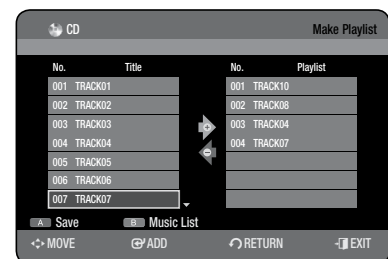 CD Make Playlist
No. Title No. Playlist
001 TRACK01 001 TRACK10
002 TRACK02 002 TRACK08
003 TRACK03 003 TRACK04
004 TRACK04 004 TRACK07
005 TRACK05
006 TRACK06
007 TRACK07
A Save B Music List
MOVE ADD RETURN EXIT